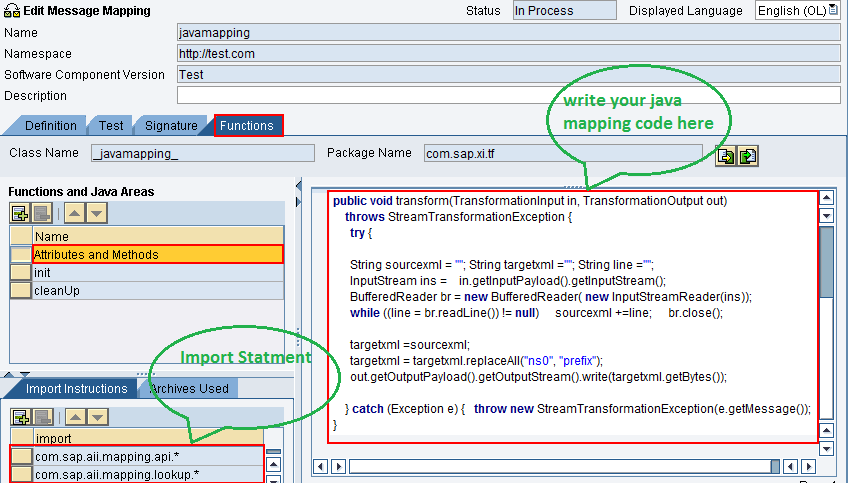 Edit Message Mapping Status In Process Displayed Language English (OL)
Name javamapping
Namespace http://test.com
Software Component Version Test
Description
write your java
mapping code here
Definition Test Signature Functions
Class Name _javamapping_ Package Name com.sap.xi.tf
Functions and Java Areas
Name
Attributes and Methods
init
cleanUp
public void transform(TransformationInput in, TransformationOutput out)
throws StreamTransformationException {
try {
String sourcexml = ""; String targetxml =""; String line ="";
InputStream ins = in.getInputPayload().getInputStream();
BufferedReader br = new BufferedReader( new InputStreamReader(ins));
while ((line = br.readLine()) != null) sourcexml +=line; br.close();
targetxml =sourcexml;
targetxml = targetxml.replaceAll("ns0", "prefix");
out.getOutputPayload().getOutputStream().write(targetxml.getBytes());
} catch (Exception e) { throw new StreamTransformationException(e.getMessage());
}
Import Statment
Import Instructions Archives Used
import
com.sap.aii.mapping.api.*
com.sap.aii.mapping.lookup.*